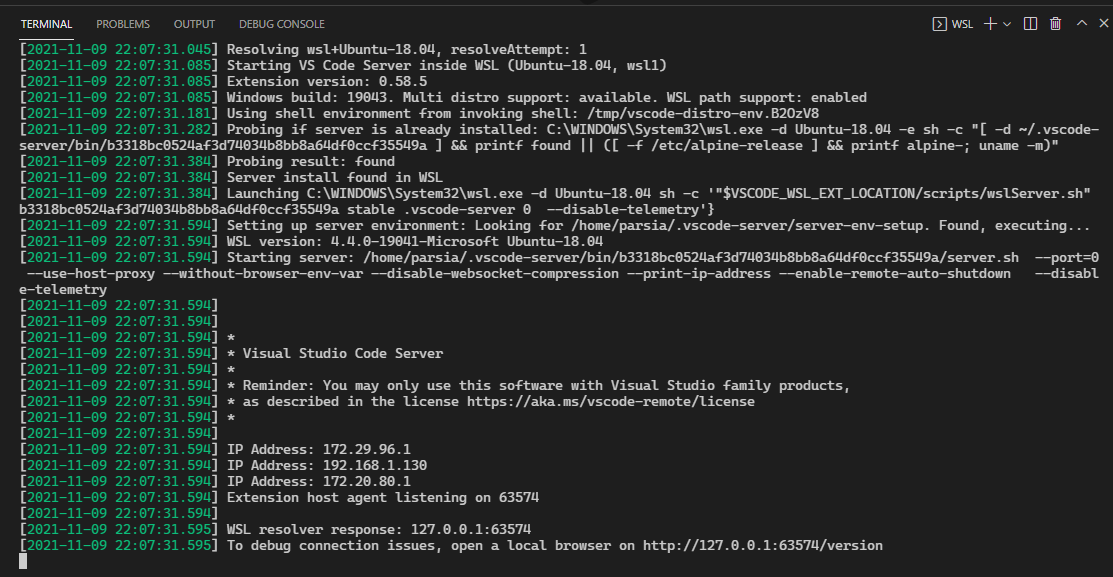 TERMINAL PROBLEMS OUTPUT DEBUG CONSOLE WSL
[2021-11-09 22:07:31.045] Resolving wsl+Ubuntu-18.04, resolveAttempt: 1
[2021-11-09 22:07:31.085] Starting VS Code Server inside WSL (Ubuntu-18.04, wsl1)
[2021-11-09 22:07:31.085] Extension version: 0.58.5
[2021-11-09 22:07:31.085] Windows build: 19043. Multi distro support: available. WSL path support: enabled
[2021-11-09 22:07:31.181] Using shell environment from invoking shell: /tmp/vscode-distro-env.B2OzV8
[2021-11-09 22:07:31.282] Probing if server is already installed: C:\WINDOWS\System32\wsl.exe -d Ubuntu-18.04 -e sh -c "[ -d ~/.vscode-
server/bin/b3318bc0524af3d74034b8bb8a64df0ccf35549a ] && printf found || ([ -f /etc/alpine-release ] && printf alpine-; uname -m)"
[2021-11-09 22:07:31.384] Probing result: found
[2021-11-09 22:07:31.384] Server install found in WSL
[2021-11-09 22:07:31.384] Launching C:\WINDOWS\System32\wsl.exe -d Ubuntu-18.04 sh -c '"$VSCODE_WSL_EXT_LOCATION/scripts/wslServer.sh"
b3318bc0524af3d74034b8bb8a64df0ccf35549a stable .vscode-server 0  --disable-telemetry'}
[2021-11-09 22:07:31.594] Setting up server environment: Looking for /home/parsia/.vscode-server/server-env-setup. Found, executing...
[2021-11-09 22:07:31.594] WSL version: 4.4.0-19041-Microsoft Ubuntu-18.04
[2021-11-09 22:07:31.594] Starting server: /home/parsia/.vscode-server/bin/b3318bc0524af3d74034b8bb8a64df0ccf35549a/server.sh  --port=0
 --use-host-proxy --without-browser-env-var --disable-websocket-compression --print-ip-address --enable-remote-auto-shutdown   --disabl
e-telemetry
[2021-11-09 22:07:31.594]
[2021-11-09 22:07:31.594]
[2021-11-09 22:07:31.594] *
[2021-11-09 22:07:31.594] * Visual Studio Code Server
[2021-11-09 22:07:31.594] *
[2021-11-09 22:07:31.594] * Reminder: You may only use this software with Visual Studio family products,
[2021-11-09 22:07:31.594] * as described in the license https://aka.ms/vscode-remote/license
[2021-11-09 22:07:31.594] *
[2021-11-09 22:07:31.594]
[2021-11-09 22:07:31.594] IP Address: 172.29.96.1
[2021-11-09 22:07:31.594] IP Address: 192.168.1.130
[2021-11-09 22:07:31.594] IP Address: 172.20.80.1
[2021-11-09 22:07:31.594] Extension host agent listening on 63574
[2021-11-09 22:07:31.594]
[2021-11-09 22:07:31.595] WSL resolver response: 127.0.0.1:63574
[2021-11-09 22:07:31.595] To debug connection issues, open a local browser on http://127.0.0.1:63574/version